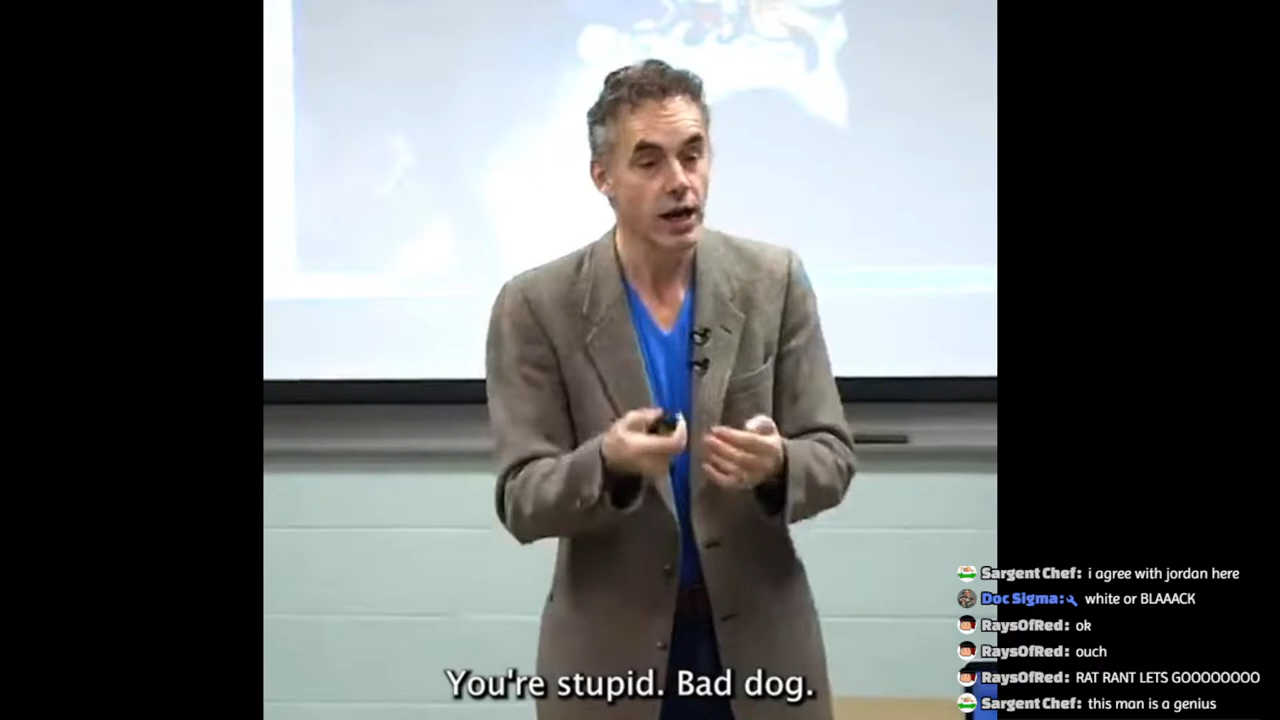 Sargent Chef: i agree with jordan here
Doc Sigma: white or BLAAACK
RaysOfRed: ok
RaysOfRed: ouch
RaysOfRed: RAT RANT LETS GOOOOOOOO
Sargent Chef: this man is a genius
You're stupid. Bad dog.